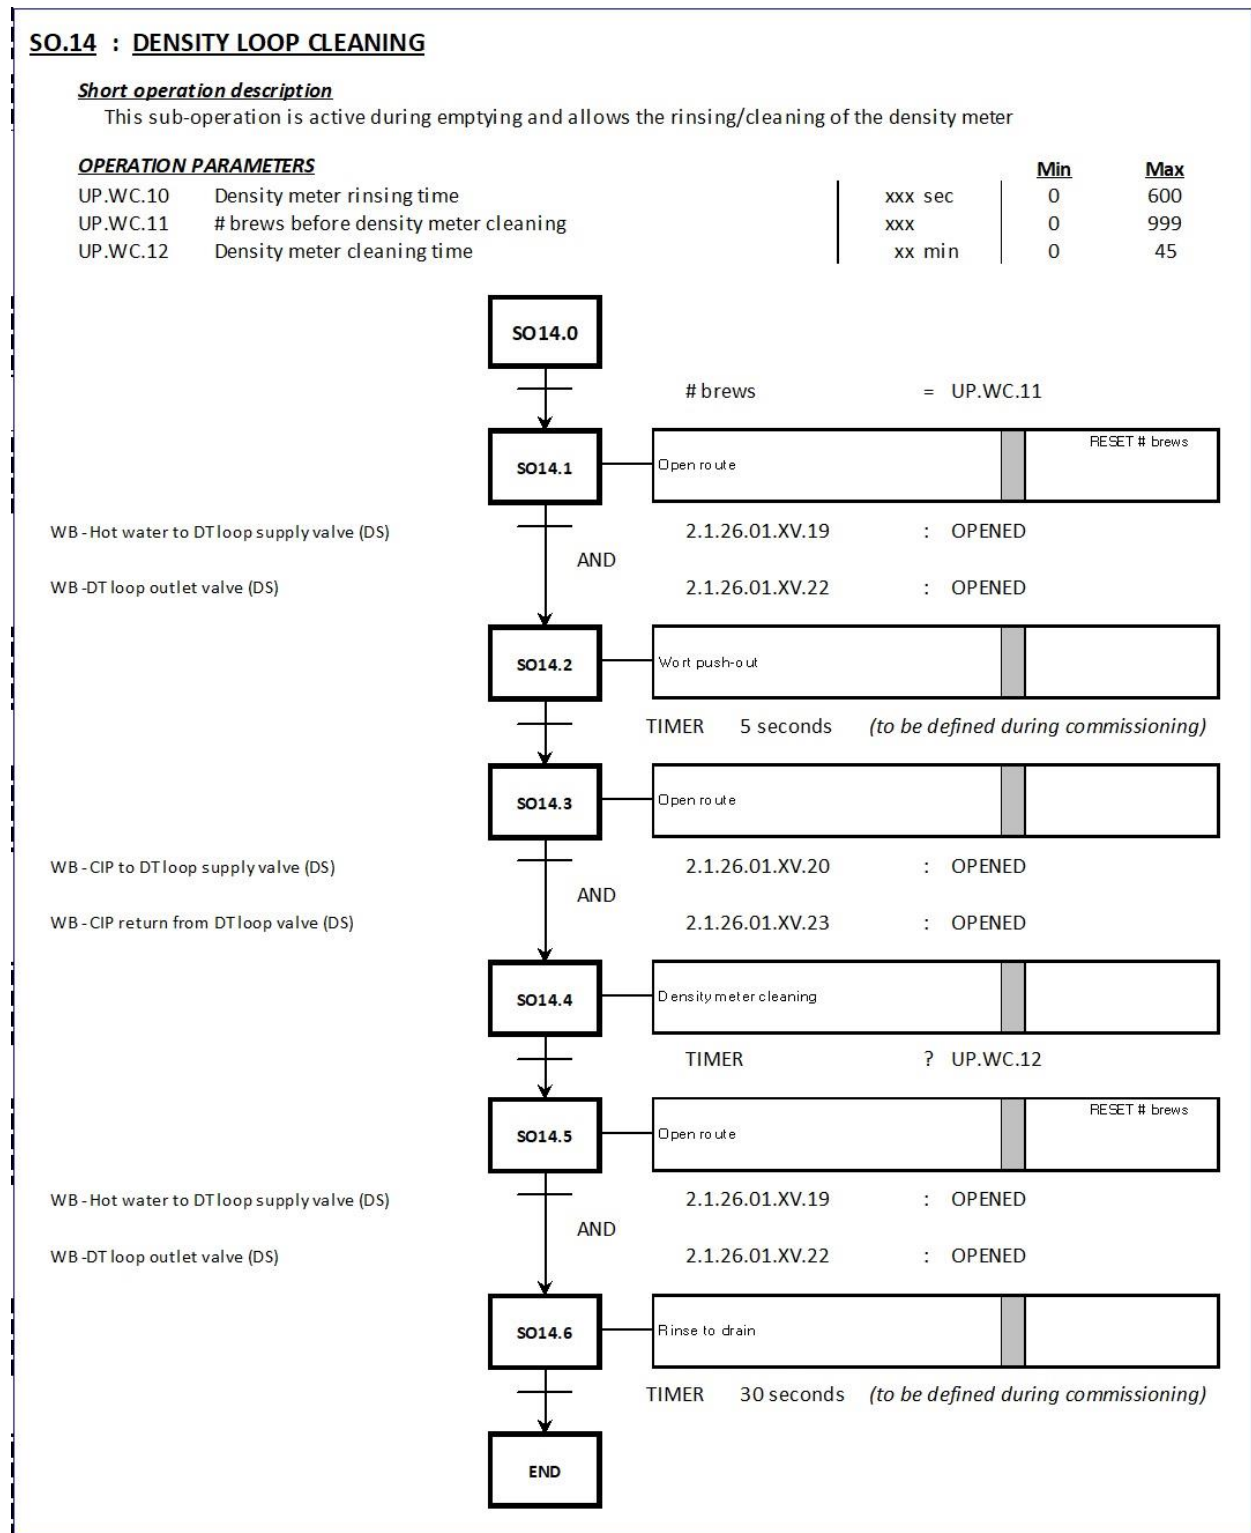 SO.14 : DENSITY LOOP CLEANING
Short operation description
This sub-operation is active during emptying and allows the rinsing/cleaning of the density meter
OPERATION PARAMETERS Min Max
UP.WC.10 Density meter rinsing time xxx sec 0 600
UP.WC.11 # brews before density meter cleaning xxx 0 999
UP.WC.12 Density meter cleaning time xx min 0 45
SO14.0
# brews = UP.WC.11
RESET # brews
SO14.1 Open route
WB - Hot water to DT loop supply valve (DS) 2.1.26.01.XV.19 : OPENED
AND
WB -DT loop outlet valve (DS) 2.1.26.01.XV.22 : OPENED
SO14.2 Wort push-out
TIMER 5 seconds (to be defined during commissioning)
SO14.3 Open route
WB - CIP to DT loop supply valve (DS) 2.1.26.01.XV.20 : OPENED
AND
WB - CIP return from DT loop valve (DS) 2.1.26.01.XV.23 : OPENED
SO14.4 Density meter cleaning
TIMER ? UP.WC.12
RESET # brews
SO14.5 Open route
WB - Hot water to DT loop supply valve (DS) 2.1.26.01.XV.19 : OPENED
AND
WB -DT loop outlet valve (DS) 2.1.26.01.XV.22 : OPENED
SO14.6 Rinse to drain
TIMER 30 seconds (to be defined during commissioning)
END